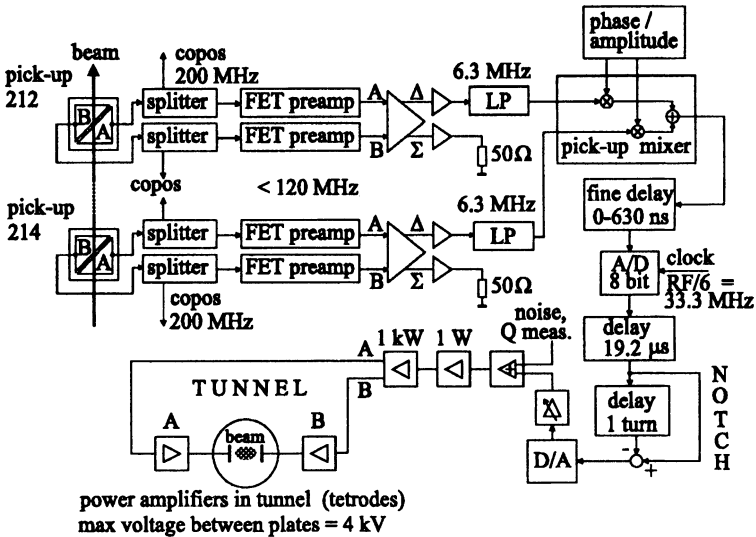 phase /
amplitude
beam
copos
200 MHz
pick-up
212
B
A
splitter
FET preamp
A
Δ
6.3 MHz
LP
splitter
FET preamp
B
Σ
50Ω
pick-up mixer
copos
< 120 MHz
pick-up
214
B
A
splitter
FET preamp
A
Δ
6.3 MHz
LP
splitter
FET preamp
B
Σ
50Ω
copos
200 MHz
fine delay
0-630 ns
A/D
8 bit
clock
RF/6 =
33.3 MHz
delay
19.2 μs
noise,
Q meas.
1 kW
1 W
A
B
TUNNEL
A
beam
B
delay
1 turn
NOTCH
D/A
-
+
power amplifiers in tunnel (tetrodes)
max voltage between plates = 4 kV